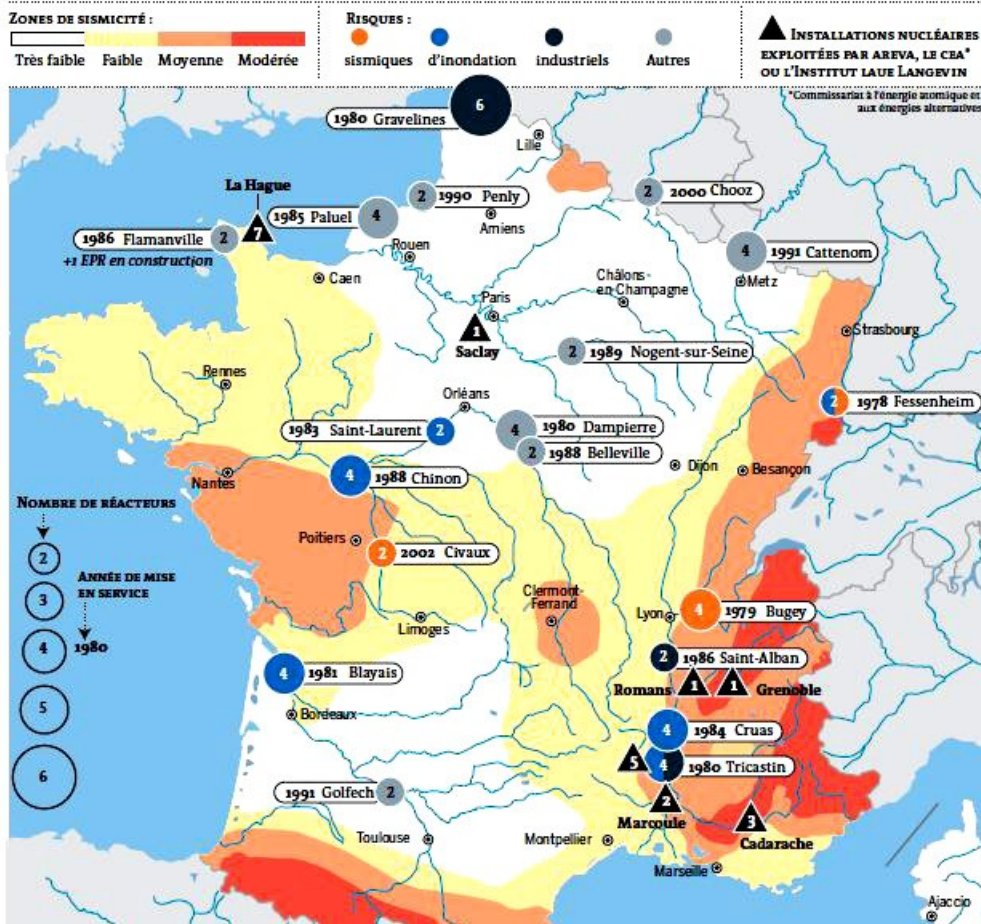 ZONES DE SISMICITÉ :
Très faible Faible Moyenne Modérée
RISQUES :
sismiques d'inondation industriels Autres
INSTALLATIONS NUCLÉAIRES
EXPLOITÉES PAR AREVA, LE CEA*
OU L'INSTITUT LAUE LANGEVIN
*Commissariat à l'énergie atomique et
aux énergies alternatives
6
1980 Gravelines
Lille
La Hague
7
2
1990 Penly
2
2000 Chooz
1985 Paluel
4
Amiens
1986 Flamanville
2
+1 EPR en construction
Rouen
4
1991 Cattenom
Caen
Châlons-
en-Champagne
Metz
Paris
1
Saclay
Strasbourg
2
1989 Nogent-sur-Seine
Rennes
Orléans
2
1978 Fessenheim
1983 Saint-Laurent
2
4
1980 Dampierre
2
1988 Belleville
Dijon
Besançon
Nantes
4
1988 Chinon
NOMBRE DE RÉACTEURS
2
3
4
5
6
ANNÉE DE MISE
EN SERVICE
1980
Poitiers
2
2002 Civaux
Clermont-
Ferrand
Limoges
Lyon
4
1979 Bugey
2
1986 Saint-Alban
4
1981 Blayais
Romans
1
1
Grenoble
Bordeaux
4
1984 Cruas
5
4
1980 Tricastin
1991 Golfech
2
2
Marcoule
3
Cadarache
Toulouse
Montpellier
Marseille
Ajaccio